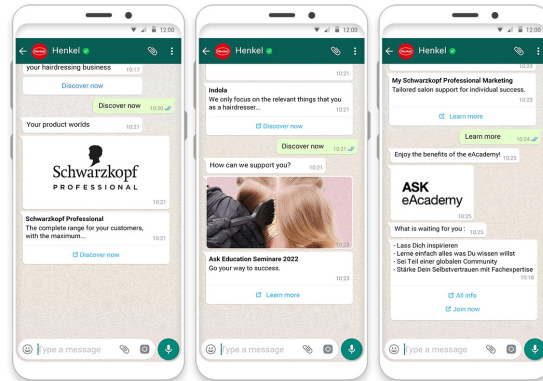 12:00
Henkel
your hairdressing business 10:17
Discover now
Discover now 10:20
Your product worlds 10:21
Schwarzkopf
PROFESSIONAL
10:21
Schwarzkopf Professional
The complete range for your customers,
with the maximum... 10:21
Discover now
Type a message
12:00
Henkel
10:21
Indola
We only focus on the relevant things that you
as a hairdresser... 10:21
Discover now
Discover now 10:21
How can we support you? 10:21
10:23
Ask Education Seminare 2022
Go your way to success.
10:23
Learn more
Type a message
12:00
Henkel
10:23
My Schwarzkopf Professional Marketing
Tailored salon support for individual success.
10:23
Learn more
Learn more 10:24
Enjoy the benefits of the eAcademy! 10:25
ASK
eAcademy
10:25
What is waiting for you : 10:25
- Lass Dich inspirieren
- Lerne einfach alles was Du wissen willst
- Sei Teil einer globalen Community
- Stärke Dein Selbstvertrauen mit Fachexpertise
10:18
All info
Join now
Type a message